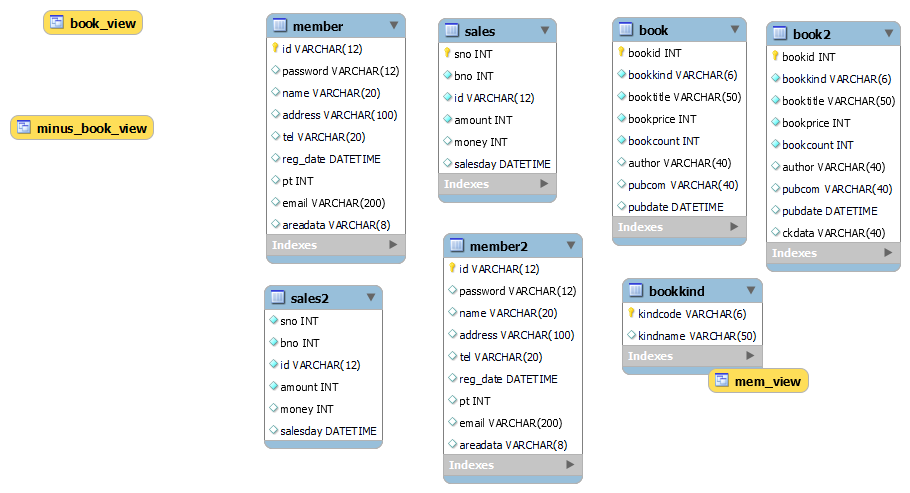 book_view
minus_book_view
member
id VARCHAR(12)
password VARCHAR(12)
name VARCHAR(20)
address VARCHAR(100)
tel VARCHAR(20)
reg_date DATETIME
pt INT
email VARCHAR(200)
areadata VARCHAR(8)
Indexes
sales
sno INT
bno INT
id VARCHAR(12)
amount INT
money INT
salesday DATETIME
Indexes
book
bookid INT
bookkind VARCHAR(6)
booktitle VARCHAR(50)
bookprice INT
bookcount INT
author VARCHAR(40)
pubcom VARCHAR(40)
pubdate DATETIME
Indexes
book2
bookid INT
bookkind VARCHAR(6)
booktitle VARCHAR(50)
bookprice INT
bookcount INT
author VARCHAR(40)
pubcom VARCHAR(40)
pubdate DATETIME
ckdata VARCHAR(40)
Indexes
sales2
sno INT
bno INT
id VARCHAR(12)
amount INT
money INT
salesday DATETIME
member2
id VARCHAR(12)
password VARCHAR(12)
name VARCHAR(20)
address VARCHAR(100)
tel VARCHAR(20)
reg_date DATETIME
pt INT
email VARCHAR(200)
areadata VARCHAR(8)
Indexes
bookkind
kindcode VARCHAR(6)
kindname VARCHAR(50)
Indexes
mem_view